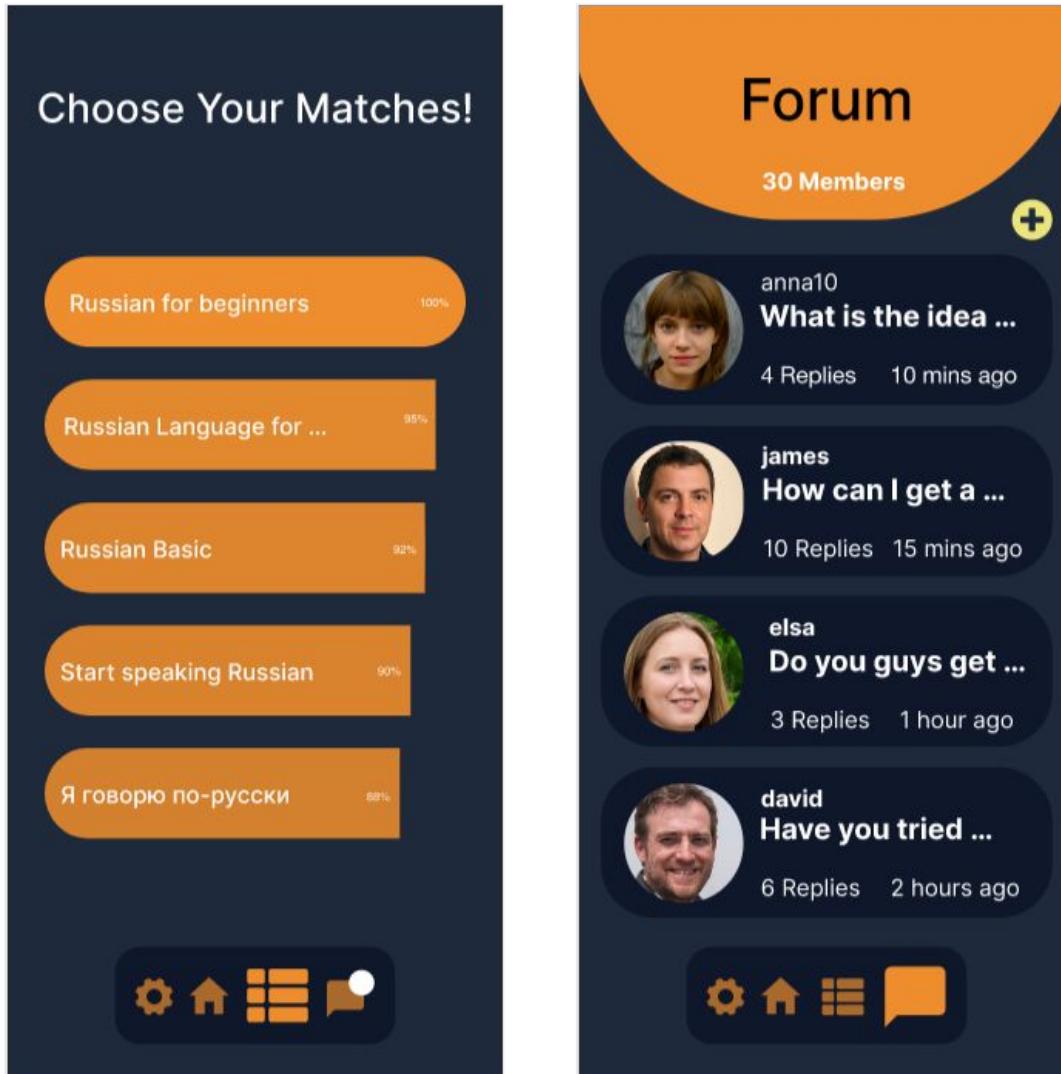 Choose Your Matches!
Russian for beginners 100%
Russian Language for ... 95%
Russian Basic 92%
Start speaking Russian 90%
Я говорю по-русски 88%
Forum
30 Members
anna10
What is the idea ...
4 Replies 10 mins ago
james
How can I get a ...
10 Replies 15 mins ago
elsa
Do you guys get ...
3 Replies 1 hour ago
david
Have you tried ...
6 Replies 2 hours ago